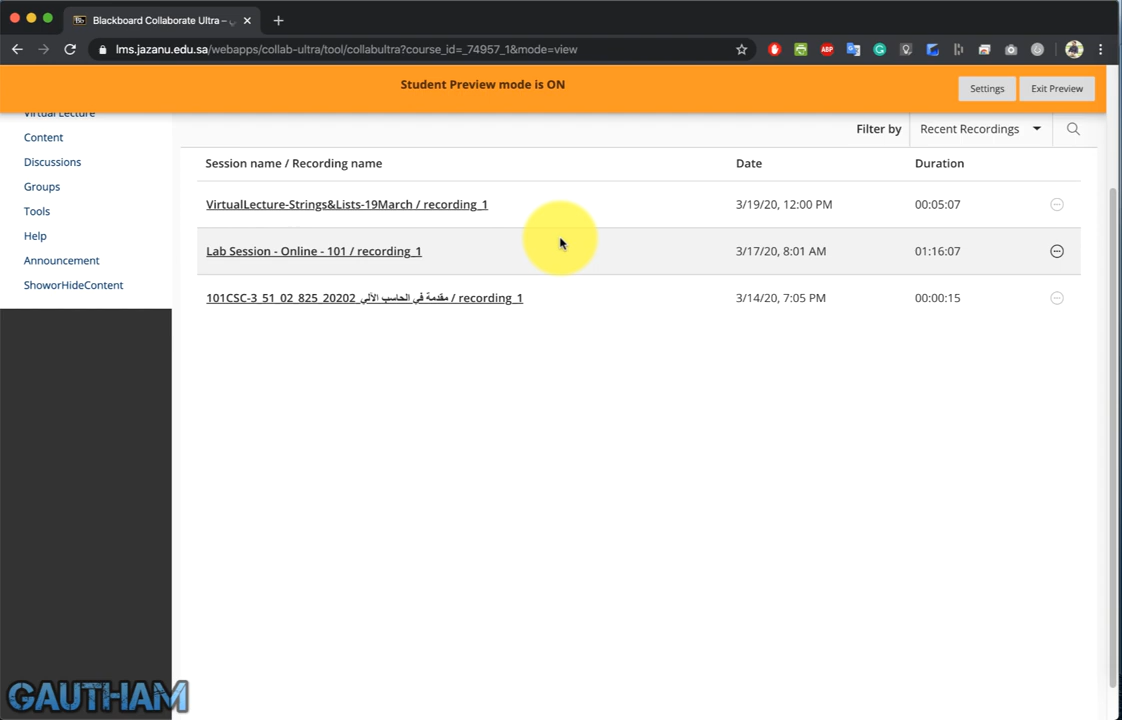 Blackboard Collaborate Ultra –
lms.jazanu.edu.sa/webapps/collab-ultra/tool/collabultra?course_id=_74957_1&mode=view
Student Preview mode is ON
Settings
Exit Preview
Virtual Lecture
Content
Discussions
Groups
Tools
Help
Announcement
ShoworHideContent
Filter by
Recent Recordings
Session name / Recording name
Date
Duration
VirtualLecture-Strings&Lists-19March / recording_1
3/19/20, 12:00 PM
00:05:07
Lab Session - Online - 101 / recording_1
3/17/20, 8:01 AM
01:16:07
101CSC-3_51_02_825_20202_مقدمة في الحاسب الآلي / recording_1
3/14/20, 7:05 PM
00:00:15
GAUTHAM